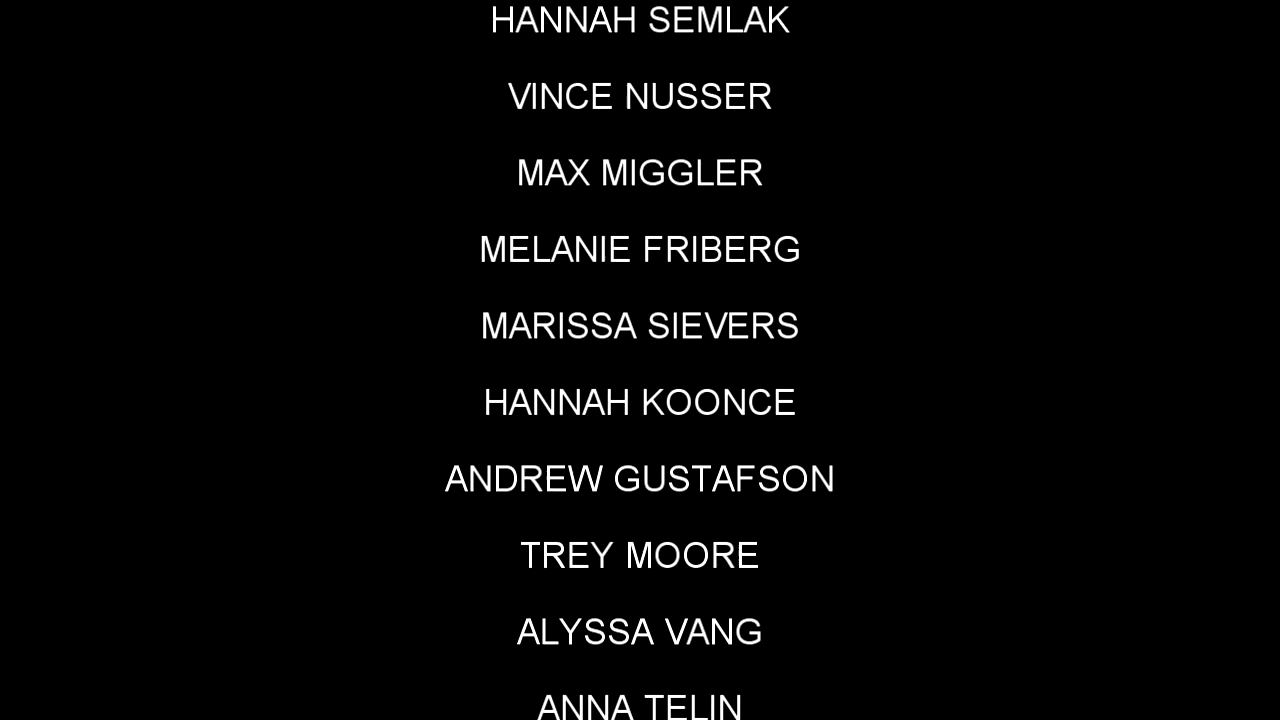 HANNAH SEMLAK
VINCE NUSSER
MAX MIGGLER
MELANIE FRIBERG
MARISSA SIEVERS
HANNAH KOONCE
ANDREW GUSTAFSON
TREY MOORE
ALYSSA VANG
ANNA TELIN